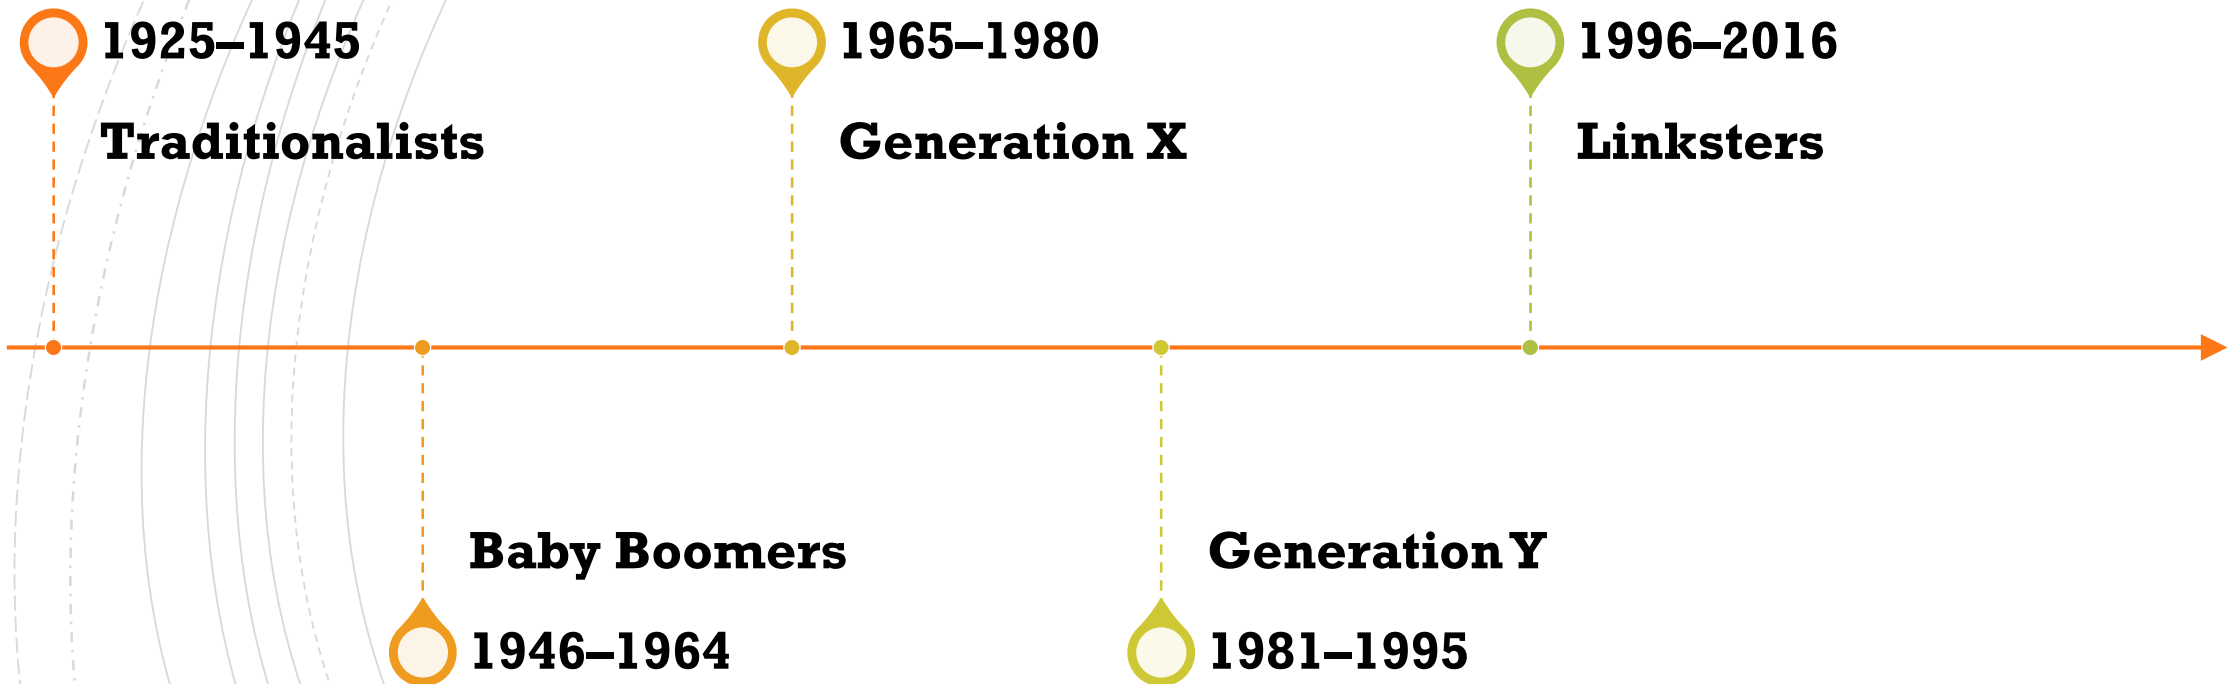 1925–1945
Traditionalists
Baby Boomers
1946–1964
1965–1980
Generation X
Generation Y
1981–1995
1996–2016
Linksters